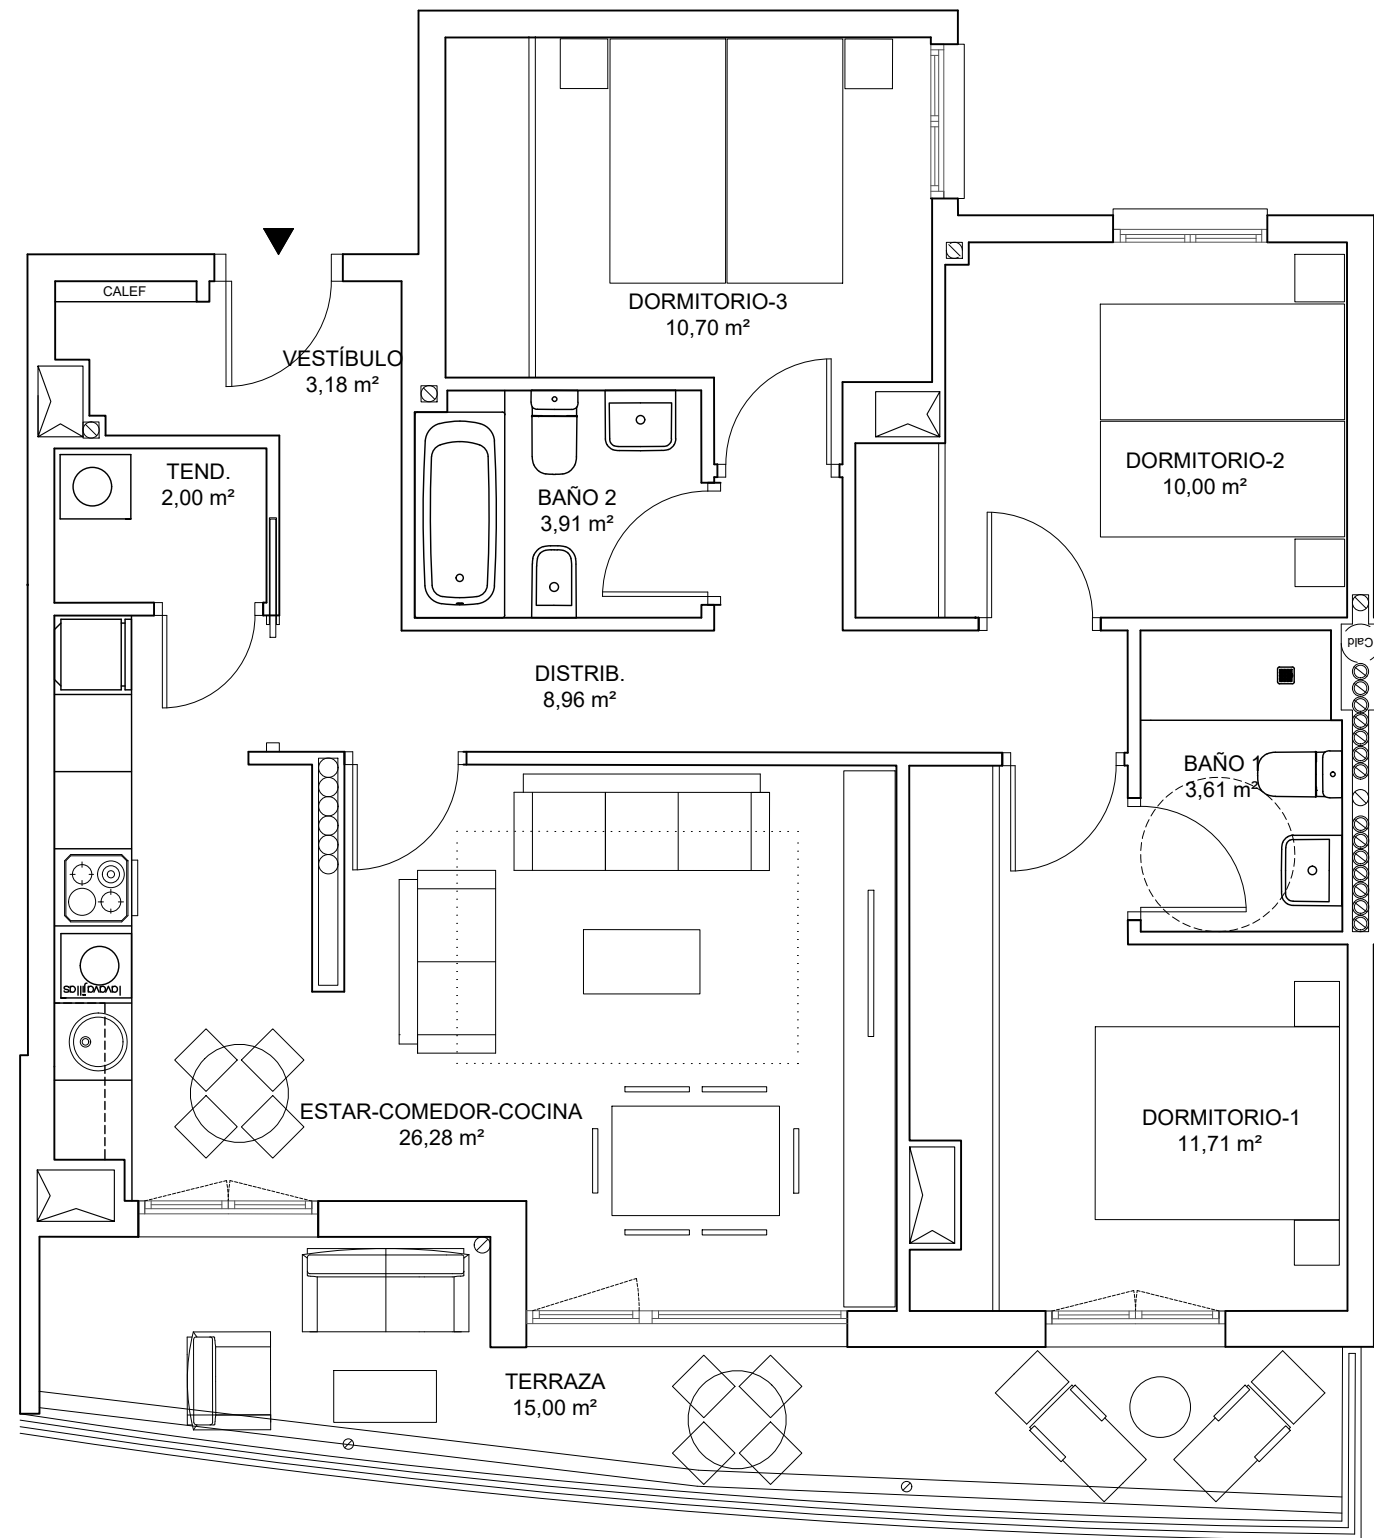 CALEF
VESTÍBULO
3,18 m²
DORMITORIO-3
10,70 m²
TEND.
2,00 m²
BAÑO 2
3,91 m²
DORMITORIO-2
10,00 m²
DISTRIB.
8,96 m²
Cald
BAÑO 1
3,61 m²
lavavajillas
ESTAR-COMEDOR-COCINA
26,28 m²
DORMITORIO-1
11,71 m²
TERRAZA
15,00 m²